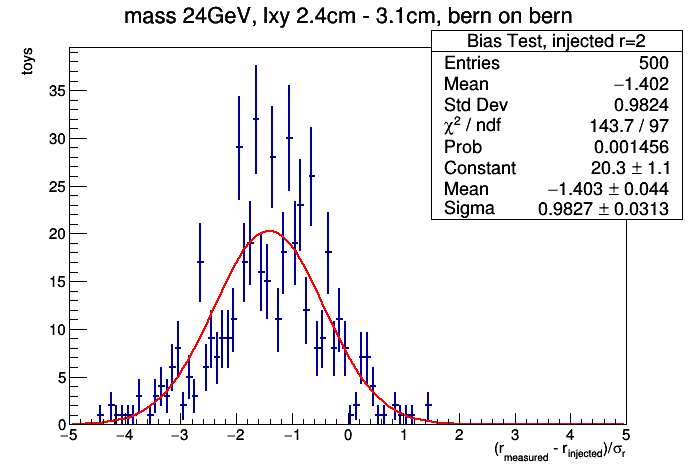 mass 24GeV, lxy 2.4cm - 3.1cm, bern on bern
Bias Test, injected r=2
Entries 500
Mean −1.402
Std Dev 0.9824
χ² / ndf 143.7 / 97
Prob 0.001456
Constant 20.3 ± 1.1
Mean −1.403 ± 0.044
Sigma 0.9827 ± 0.0313
toys
35
30
25
20
15
10
5
0
−5 −4 −3 −2 −1 0 1 2 3 4 5
(r_measured - r_injected)/σ_r